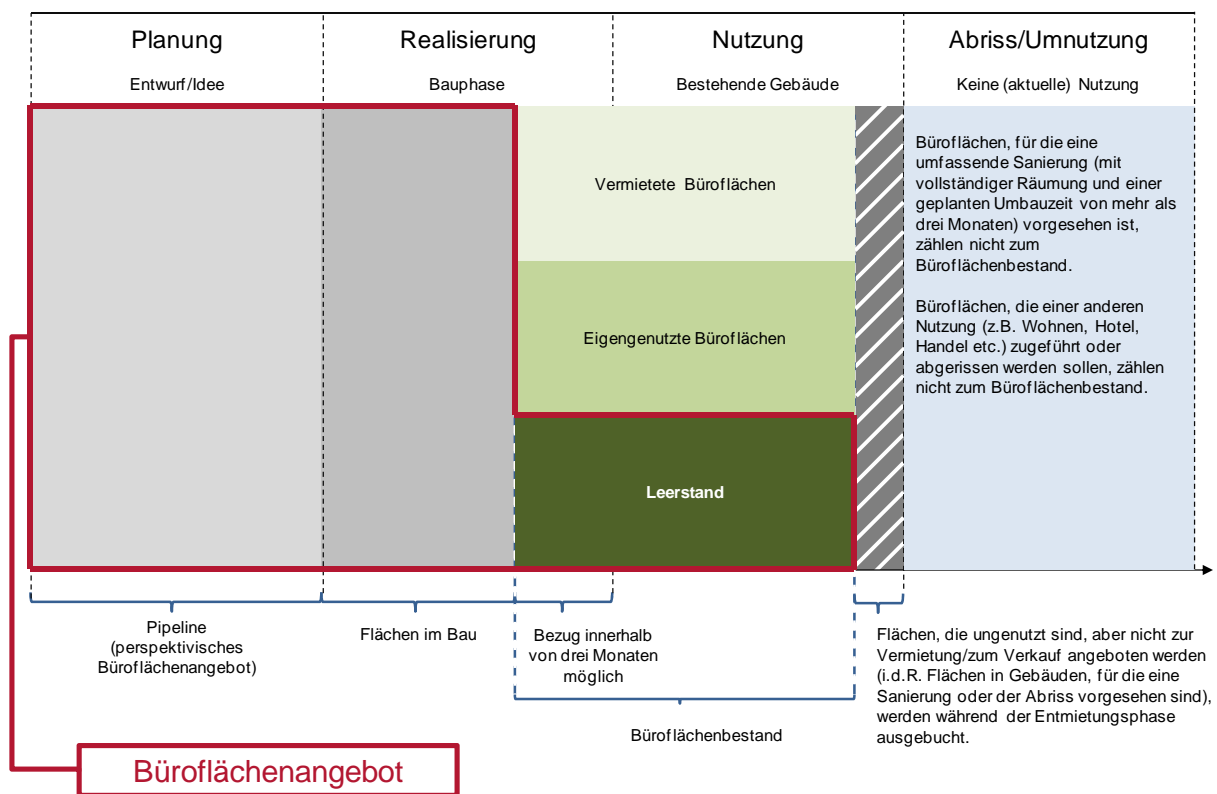 Planung
Realisierung
Nutzung
Abriss/Umnutzung
Entwurf/Idee
Bauphase
Bestehende Gebäude
Keine (aktuelle) Nutzung
Vermietete Büroflächen
Eigengenutzte Büroflächen
Leerstand
Büroflächen, für die eine
umfassende Sanierung (mit
vollständiger Räumung und einer
geplanten Umbauzeit von mehr als
drei Monaten) vorgesehen ist,
zählen nicht zum
Büroflächenbestand.
Büroflächen, die einer anderen
Nutzung (z.B. Wohnen, Hotel,
Handel etc.) zugeführt oder
abgerissen werden sollen, zählen
nicht zum Büroflächenbestand.
Pipeline
(perspektivisches
Büroflächenangebot)
Flächen im Bau
Bezug innerhalb
von drei Monaten
möglich
Büroflächenbestand
Flächen, die ungenutzt sind, aber nicht zur
Vermietung/zum Verkauf angeboten werden
(i.d.R. Flächen in Gebäuden, für die eine
Sanierung oder der Abriss vorgesehen sind),
werden während der Entmietungsphase
ausgebucht.
Büroflächenangebot